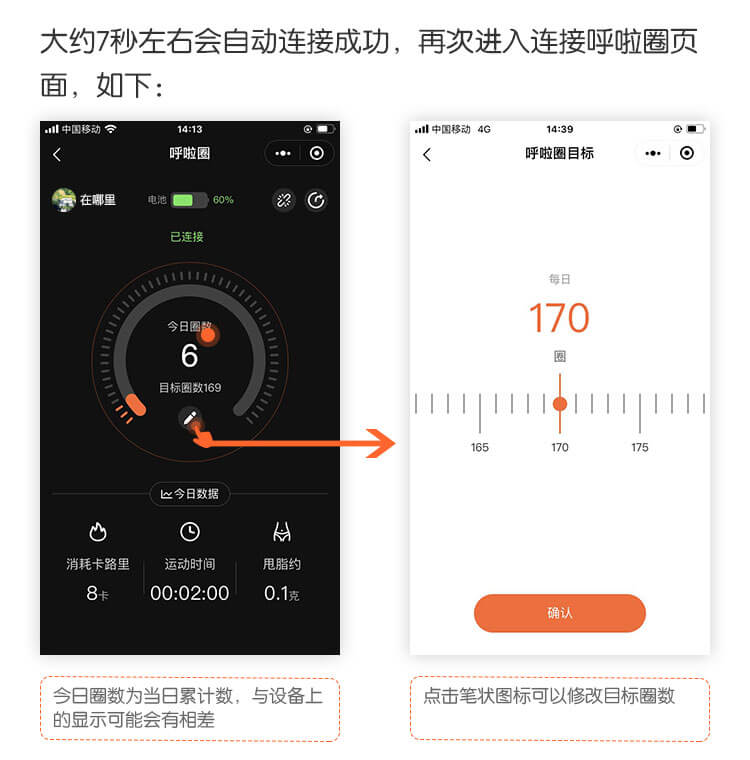 大约7秒左右会自动连接成功，再次进入连接呼啦圈页
面，如下：
中国移动
14:13
呼啦圈
在哪里
电池
60%
已连接
今日圈数
6
目标圈数169
今日数据
消耗卡路里
运动时间
甩脂约
8卡
00:02:00
0.1克
今日圈数为当日累计数，与设备上
的显示可能会有相差
中国移动 4G
14:39
呼啦圈目标
每日
170
圈
165
170
175
确认
点击笔状图标可以修改目标圈数